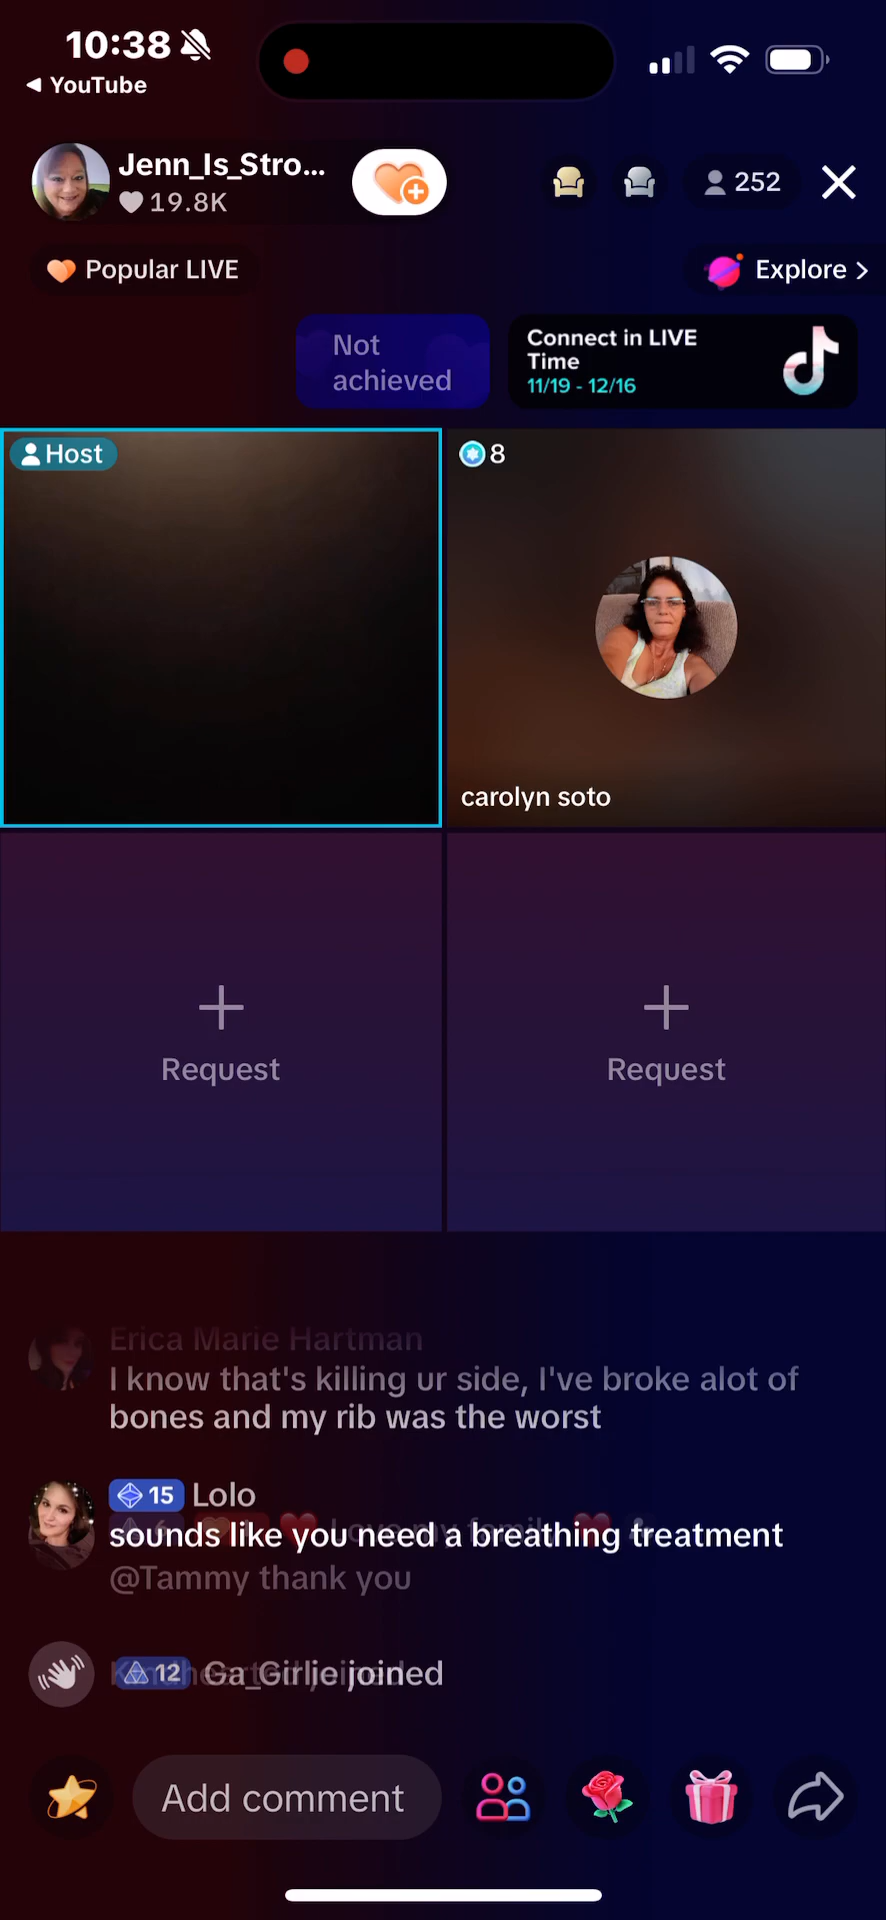 10:38
YouTube
Jenn_Is_Stro...
19.8K
252
Popular LIVE
Explore >
Not
achieved
Connect in LIVE
Time
11/19 - 12/16
Host
8
carolyn soto
Request
Request
Erica Marie Hartman
I know that's killing ur side, I've broke alot of
bones and my rib was the worst
15 Lolo
sounds like you need a breathing treatment
@Tammy thank you
12 Ga_Girl joined
Add comment